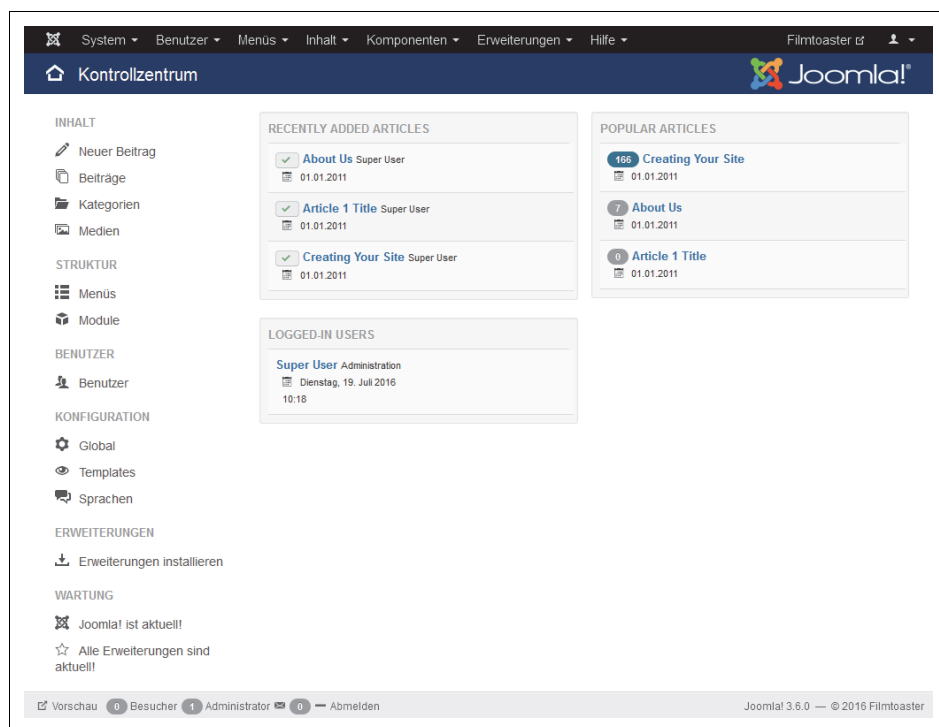 System Benutzer Menüs Inhalt Komponenten Erweiterungen Hilfe Filmtoaster
Kontrollzentrum
Joomla!®
INHALT
Neuer Beitrag
Beiträge
Kategorien
Medien
STRUKTUR
Menüs
Module
BENUTZER
Benutzer
KONFIGURATION
Global
Templates
Sprachen
ERWEITERUNGEN
Erweiterungen installieren
WARTUNG
Joomla! ist aktuell!
Alle Erweiterungen sind
aktuell!
RECENTLY ADDED ARTICLES
About Us Super User
01.01.2011
Article 1 Title Super User
01.01.2011
Creating Your Site Super User
01.01.2011
LOGGED-IN USERS
Super User Administration
Dienstag, 19. Juli 2016
10:18
POPULAR ARTICLES
166 Creating Your Site
01.01.2011
7 About Us
01.01.2011
0 Article 1 Title
01.01.2011
Vorschau 0 Besucher 1 Administrator 0 Abmelden
Joomla! 3.6.0 — © 2016 Filmtoaster